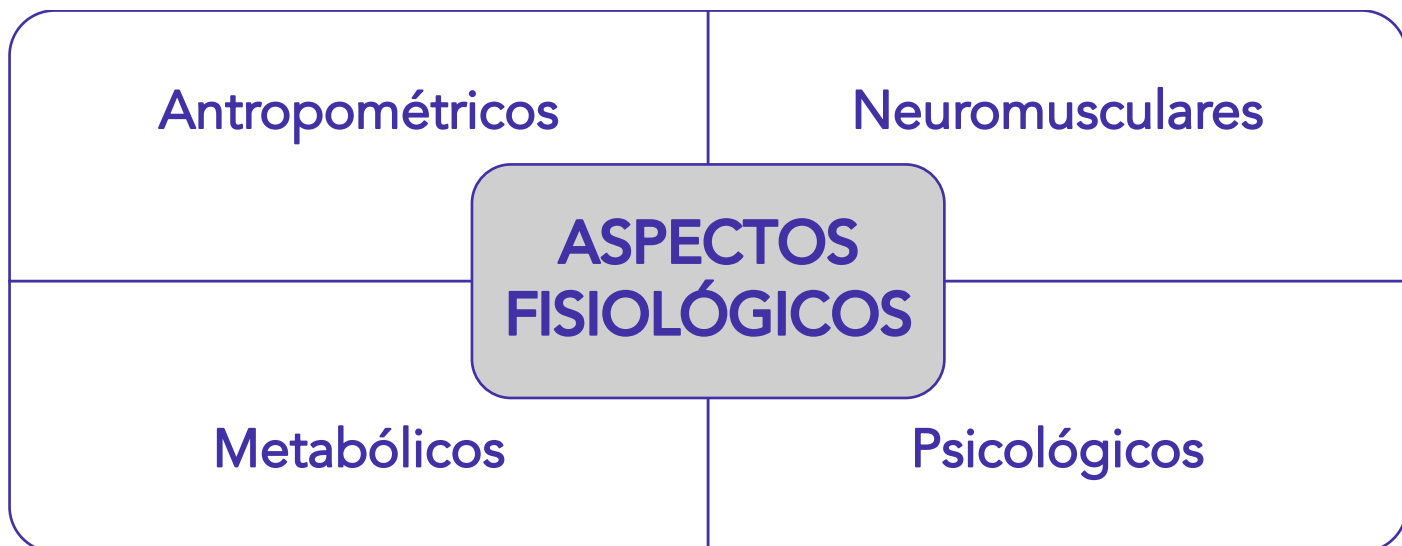 Antropométricos
Neuromusculares
ASPECTOS
FISIOLÓGICOS
Metabólicos
Psicológicos